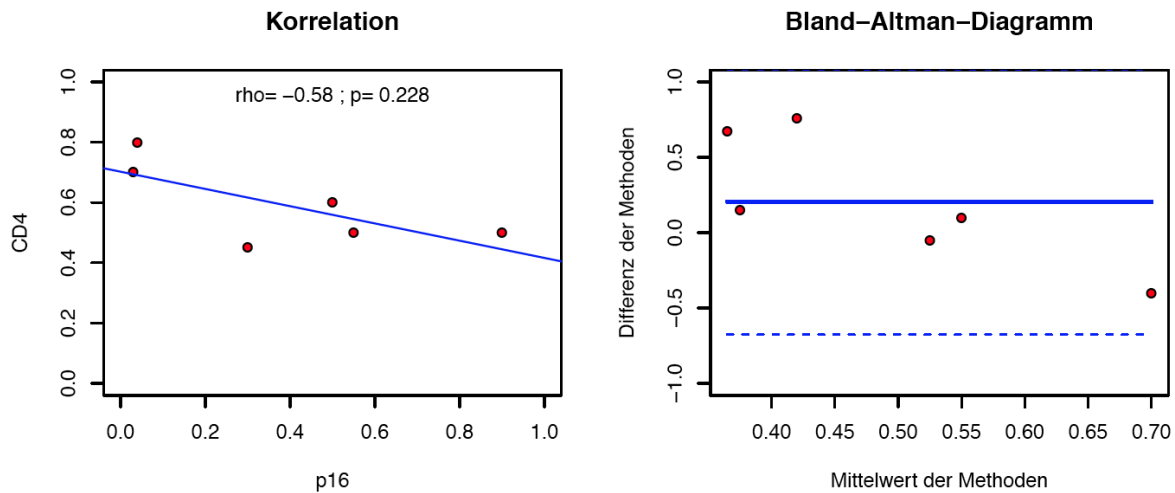 Korrelation
rho= −0.58 ; p= 0.228
CD4
0.0
0.2
0.4
0.6
0.8
1.0
0.0 0.2 0.4 0.6 0.8 1.0
p16
Bland−Altman−Diagramm
Differenz der Methoden
−1.0
−0.5
0.0
0.5
1.0
0.40 0.45 0.50 0.55 0.60 0.65 0.70
Mittelwert der Methoden